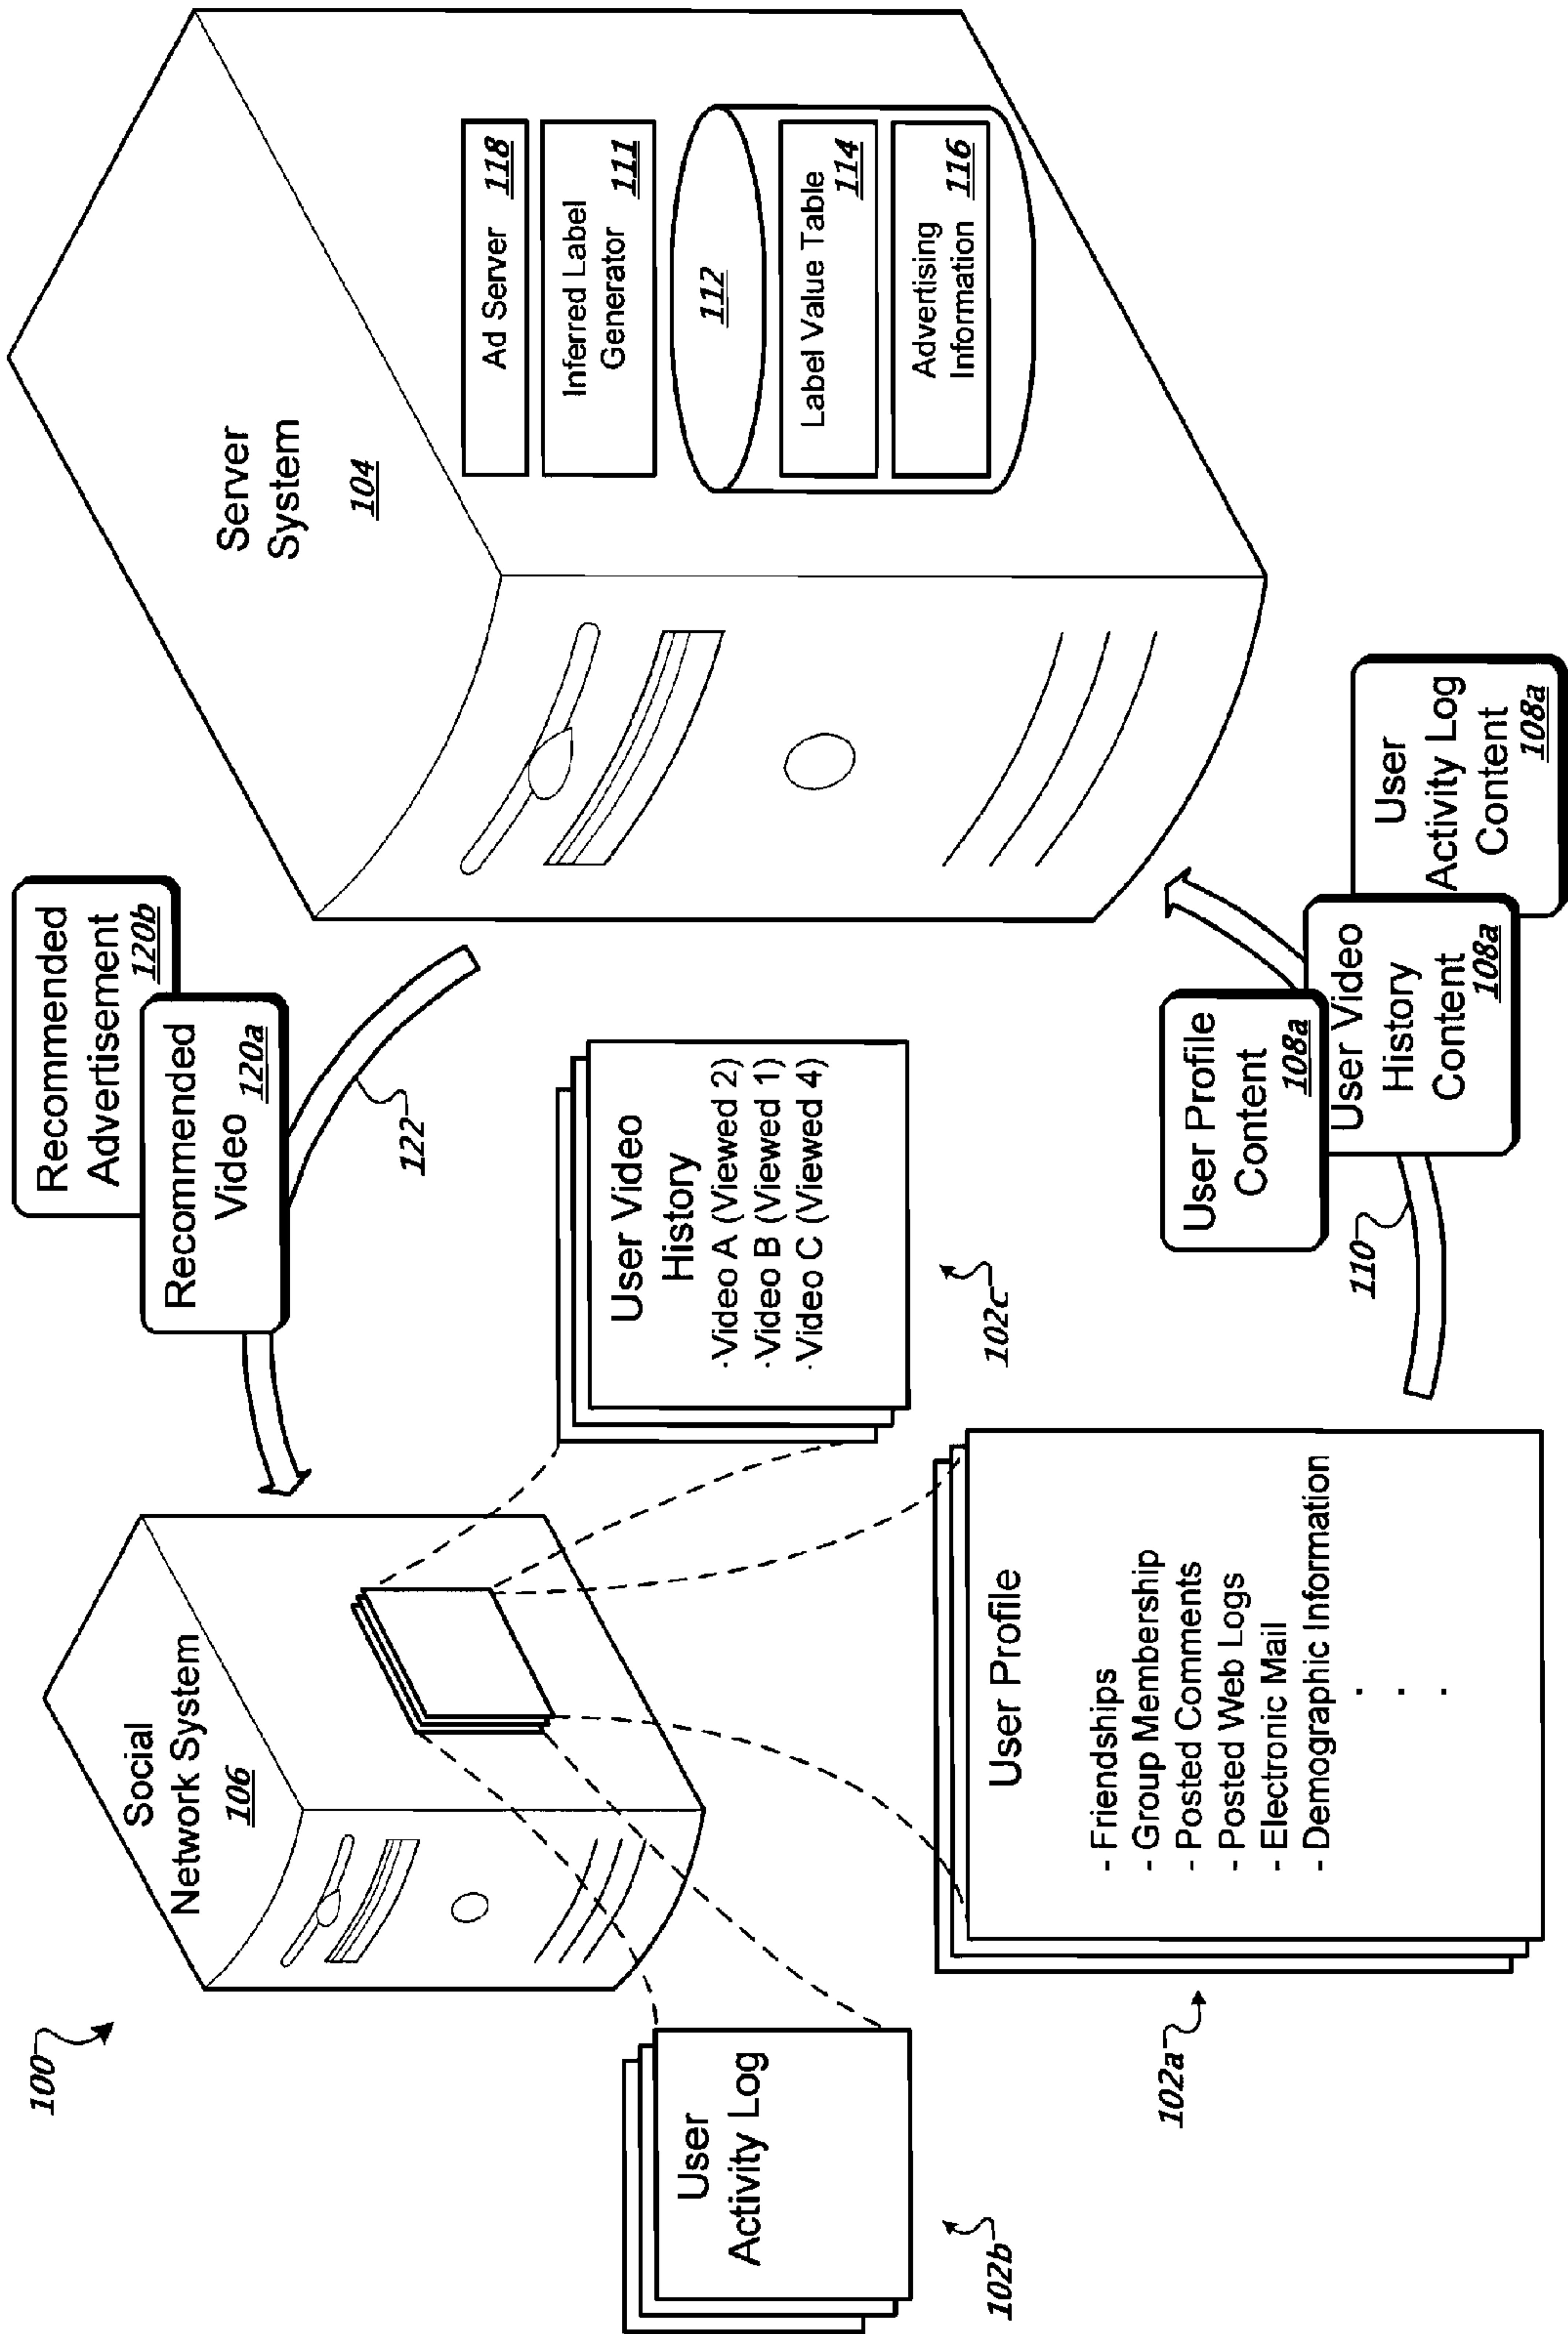 100
Social
Network System
106
Recommended
Advertisement
120b
Recommended
Video
120a
122
Server
System
104
Ad Server
118
Inferred Label
Generator
111
112
Label Value Table
114
Advertising
Information
116
User
Activity Log
102b
User Video
History
·Video A (Viewed 2)
·Video B (Viewed 1)
·Video C (Viewed 4)
102c
User Profile
- Friendships
- Group Membership
- Posted Comments
- Posted Web Logs
- Electronic Mail
- Demographic Information
. . .
102a
110
User Profile
Content
108a
User Video
History
Content
108a
User
Activity Log
Content
108a